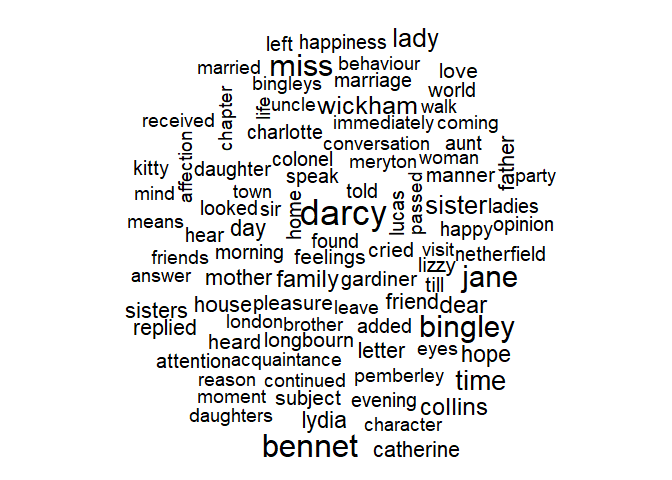 left happiness lady
married miss behaviour
bingleys marriage love
world
chapter life uncle wickham walk
received charlotte immediately coming
conversation aunt
kitty affection daughter colonel meryton woman father
speak manner party
mind town told
looked sir home darcy lucas passed sister ladies
means day happy opinion
hear found
friends morning feelings cried visit netherfield
answer mother family gardiner lizzy till jane
sisters house pleasure leave friend dear
replied london brother added bingley
heard longbourn
attention acquaintance letter eyes hope
reason continued pemberley time
moment subject evening collins
daughters lydia character
bennet catherine